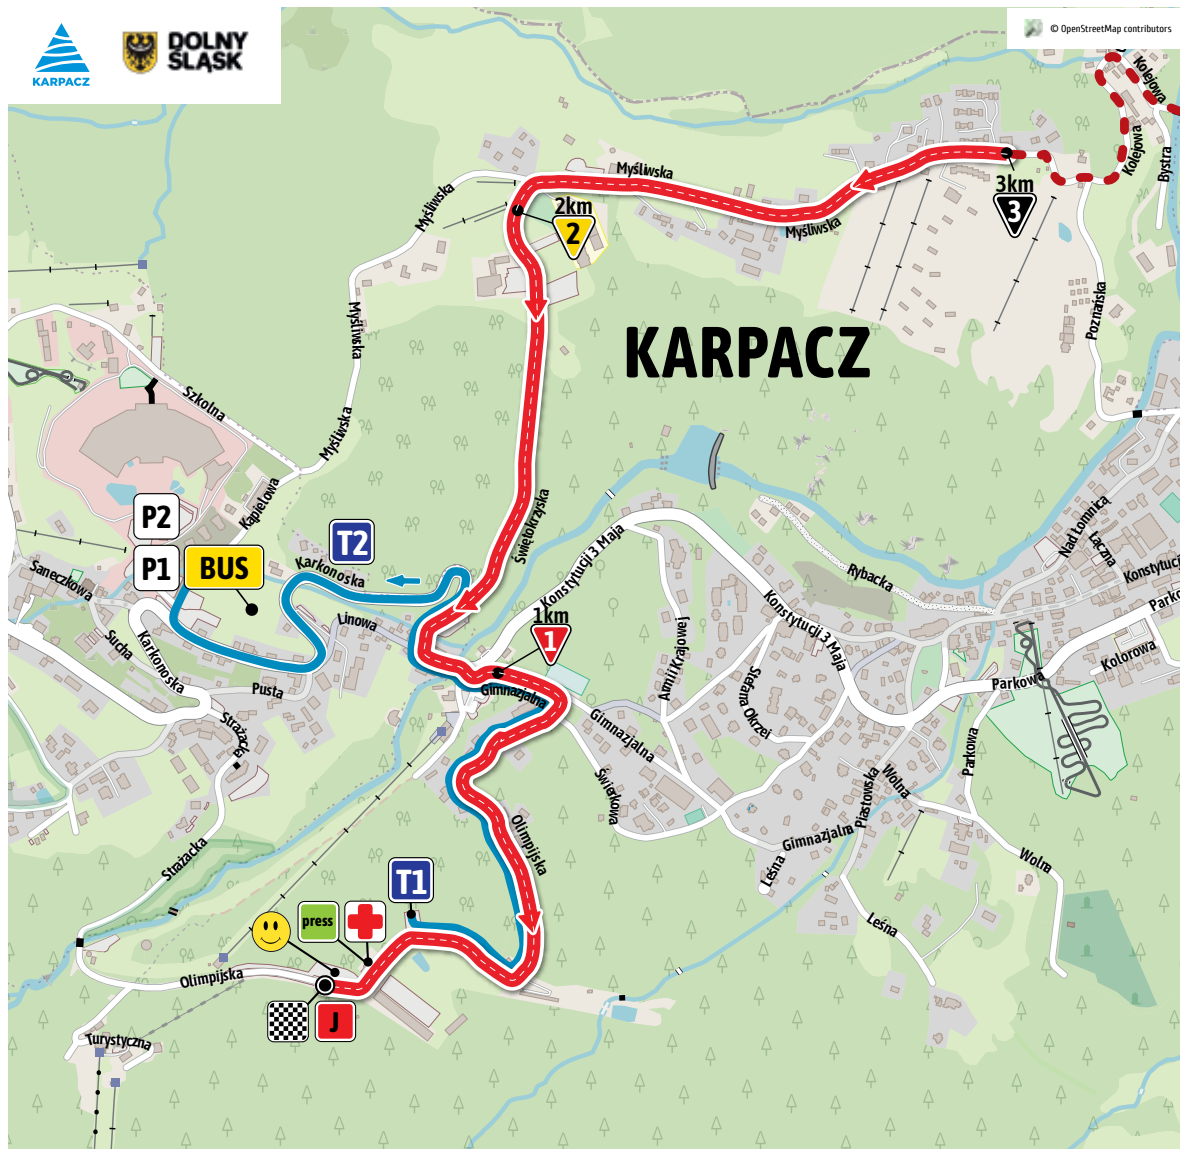 KARPACZ
DOLNY
ŚLĄSK
© OpenStreetMap contributors
Kolejowa
Kolejowa
Bystra
Myśliwska
Myśliwska
Myśliwska
3km
3
2km
2
Myśliwska
Poznańska
KARPACZ
Szkolna
Myśliwska
Kąpielowa
P2
P1
BUS
T2
Karkonoska
Świętokrzyska
Konstytucji 3 Maja
Nad Łomnicą
Łączna
Konstytucji
Parko
Saneczkowa
Rybacka
Linowa
1km
1
Konstytucji 3 Maja
Sucha
Karkonoska
Armii Krajowej
Kolorowa
Parkowa
Pusta
Gimnazjalna
Stefana Okrzei
Strażacka
Gimnazjalna
Parkowa
Świerkowa
Wolna
Piastowska
Olimpijska
Gimnazjalna
Strażacka
Leśna
Wolna
T1
press
Leśna
Olimpijska
J
Turystyczna